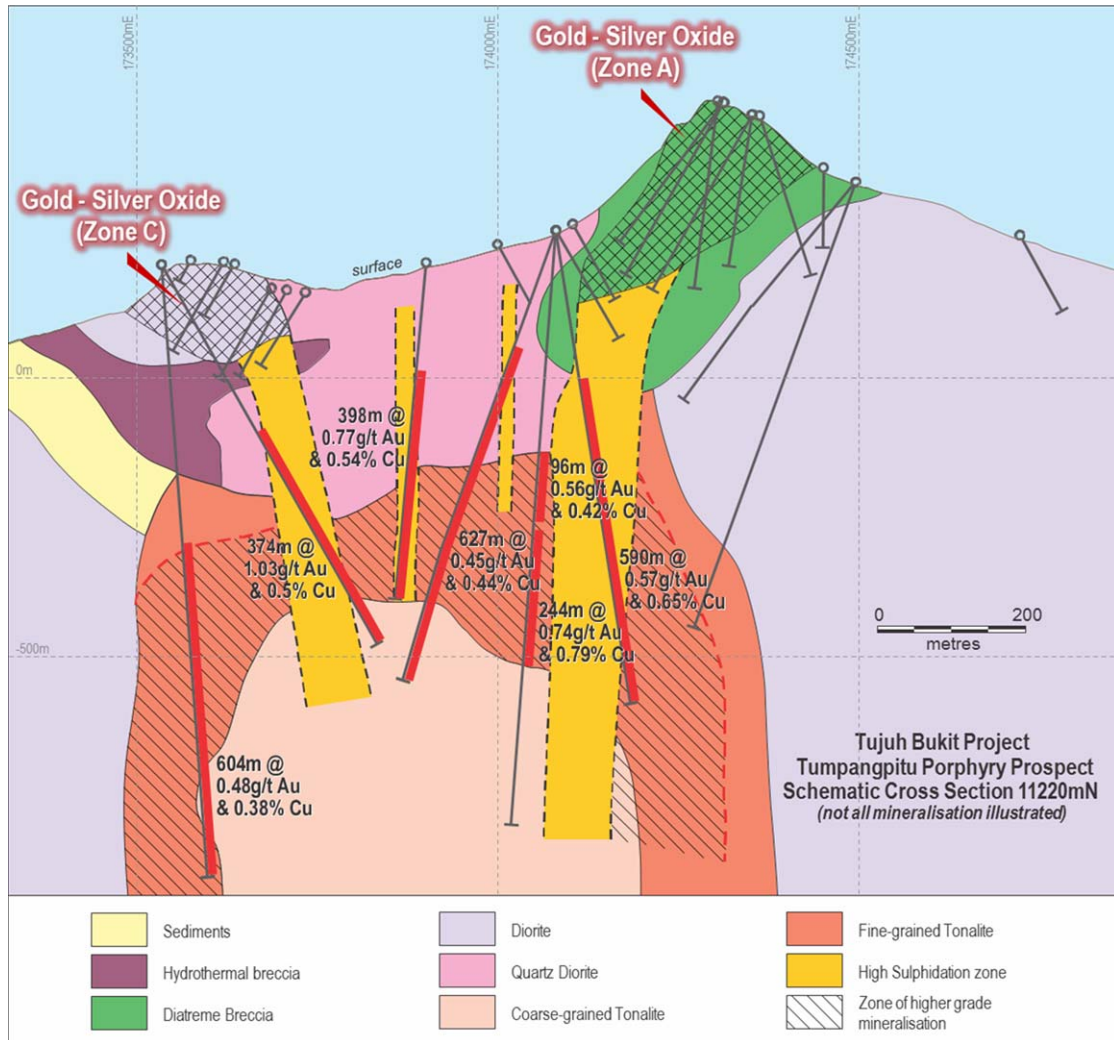 173500mE
174000mE
174500mE
Gold - Silver Oxide
(Zone A)
Gold - Silver Oxide
(Zone C)
surface
0m
398m @
0.77g/t Au
& 0.54% Cu
96m @
0.56g/t Au
& 0.42% Cu
374m @
1.03g/t Au
& 0.5% Cu
627m @
0.45g/t Au
& 0.44% Cu
590m @
0.57g/t Au
& 0.65% Cu
244m @
0.74g/t Au
& 0.79% Cu
0 200
metres
-500m
604m @
0.48g/t Au
& 0.38% Cu
Tujuh Bukit Project
Tumpangpitu Porphyry Prospect
Schematic Cross Section 11220mN
(not all mineralisation illustrated)
Sediments
Hydrothermal breccia
Diatreme Breccia
Diorite
Quartz Diorite
Coarse-grained Tonalite
Fine-grained Tonalite
High Sulphidation zone
Zone of higher grade
mineralisation